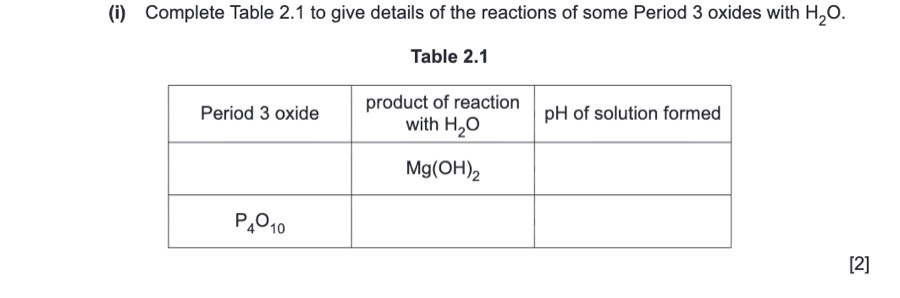 (i) Complete Table 2.1 to give details of the reactions of some Period 3 oxides with H₂O.
Table 2.1
Period 3 oxide
product of reaction
with H₂O
pH of solution formed
Mg(OH)₂
P₄O₁₀
[2]